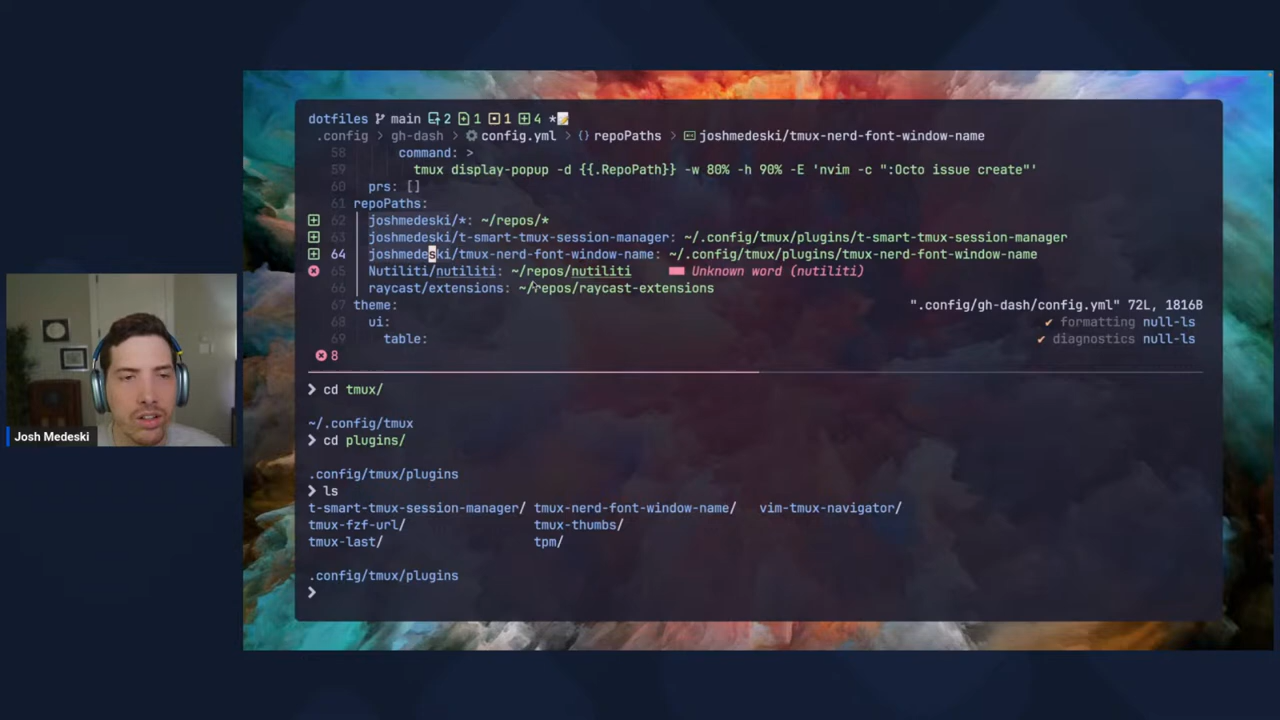 dotfiles main 2 1 1 4 *
.config > gh-dash > config.yml > {} repoPaths > joshmedeski/tmux-nerd-font-window-name
58 command: >
59 tmux display-popup -d {{.RepoPath}} -w 80% -h 90% -E 'nvim -c ":Octo issue create"'
60 prs: []
61 repoPaths:
62 joshmedeski/*: ~/repos/*
63 joshmedeski/t-smart-tmux-session-manager: ~/.config/tmux/plugins/t-smart-tmux-session-manager
64 joshmedeski/tmux-nerd-font-window-name: ~/.config/tmux/plugins/tmux-nerd-font-window-name
65 Nutiliti/nutiliti: ~/repos/nutiliti Unknown word (nutiliti)
66 raycast/extensions: ~/repos/raycast-extensions
67 theme: ".config/gh-dash/config.yml" 72L, 1816B
68 ui: ✔ formatting null-ls
69 table: ✔ diagnostics null-ls
8
❯ cd tmux/
~/.config/tmux
❯ cd plugins/
.config/tmux/plugins
❯ ls
t-smart-tmux-session-manager/ tmux-nerd-font-window-name/ vim-tmux-navigator/
tmux-fzf-url/ tmux-thumbs/
tmux-last/ tpm/
.config/tmux/plugins
❯
Josh Medeski